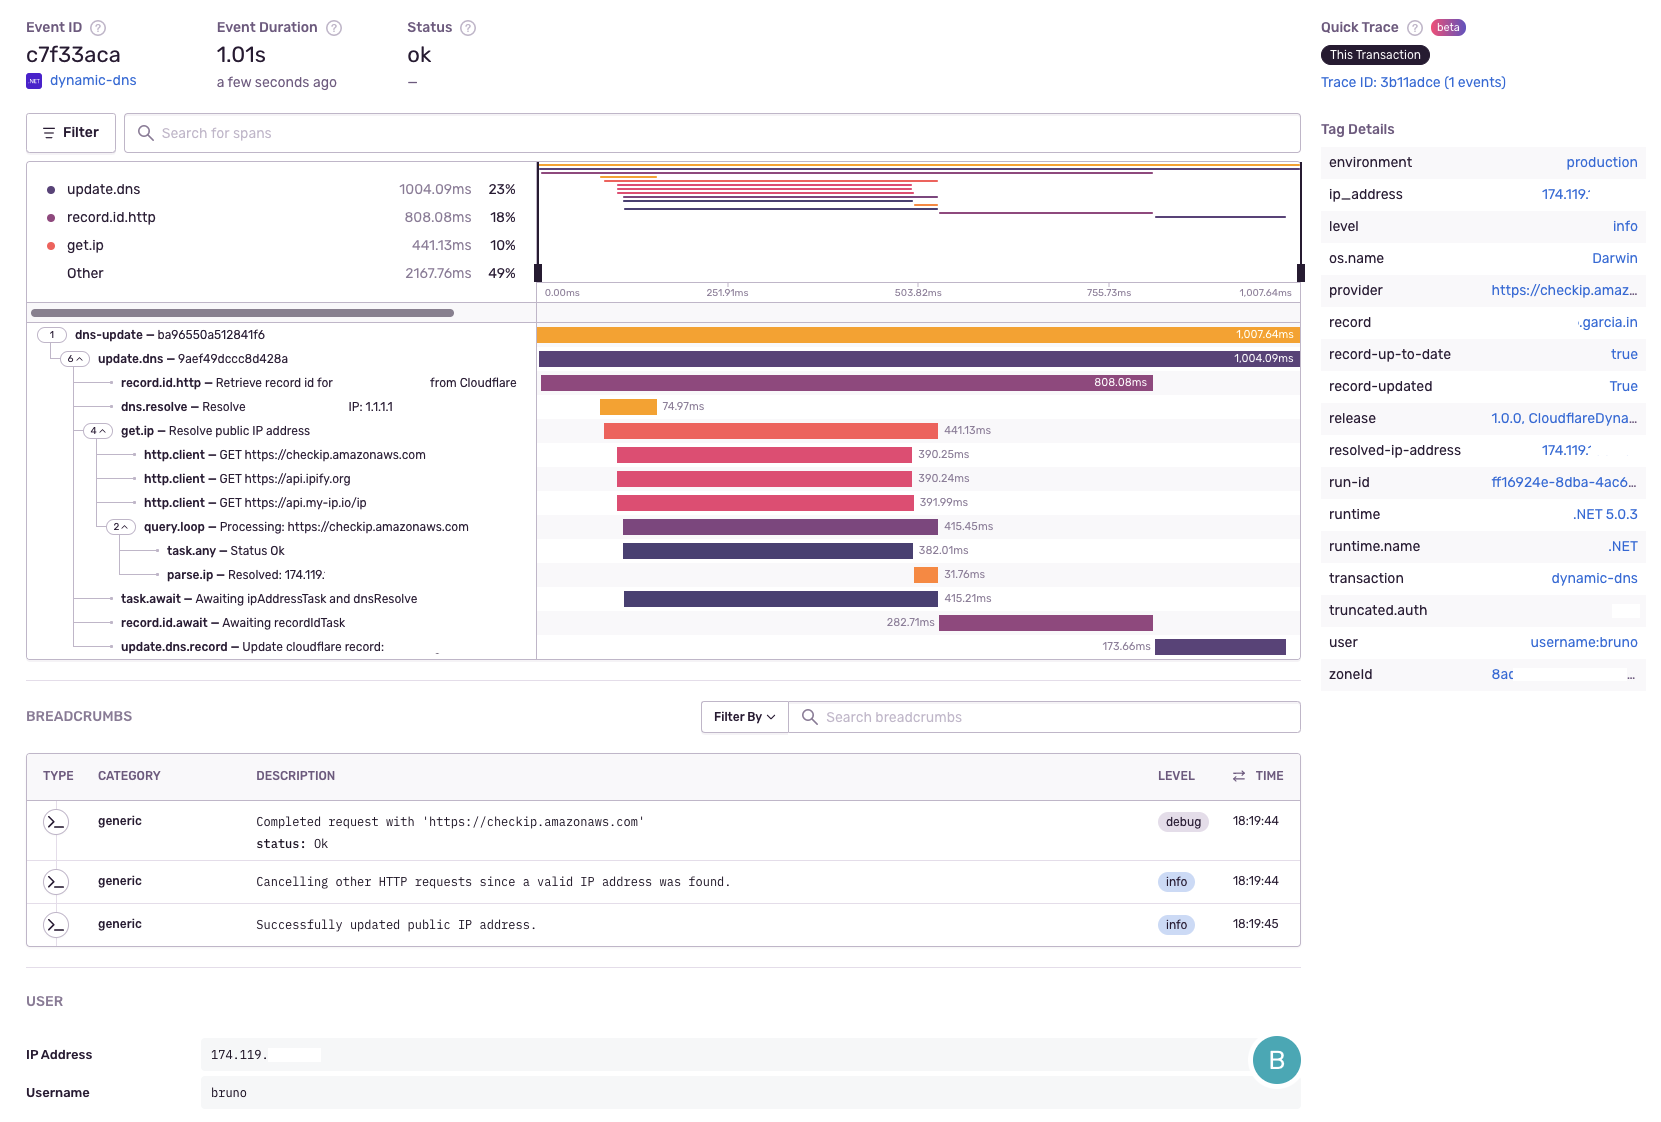 Event ID ?
c7f33aca
.NET dynamic-dns
Event Duration ?
1.01s
a few seconds ago
Status ?
ok
–
Quick Trace ? beta
This Transaction
Trace ID: 3b11adce (1 events)
Filter
Search for spans
update.dns 1004.09ms 23%
record.id.http 808.08ms 18%
get.ip 441.13ms 10%
Other 2167.76ms 49%
0.00ms 251.91ms 503.82ms 755.73ms 1,007.64ms
1 dns-update — ba96550a512841f6 1,007.64ms
6 update.dns — 9aef49dccc8d428a 1,004.09ms
record.id.http — Retrieve record id for from Cloudflare 808.08ms
dns.resolve — Resolve IP: 1.1.1.1 74.97ms
4 get.ip — Resolve public IP address 441.13ms
http.client — GET https://checkip.amazonaws.com 390.25ms
http.client — GET https://api.ipify.org 390.24ms
http.client — GET https://api.my-ip.io/ip 391.99ms
2 query.loop — Processing: https://checkip.amazonaws.com 415.45ms
task.any — Status Ok 382.01ms
parse.ip — Resolved: 174.119. 31.76ms
task.await — Awaiting ipAddressTask and dnsResolve 415.21ms
record.id.await — Awaiting recordIdTask 282.71ms
update.dns.record — Update cloudflare record: 173.66ms
Tag Details
environment production
ip_address 174.119.
level info
os.name Darwin
provider https://checkip.amaz...
record .garcia.in
record-up-to-date true
record-updated True
release 1.0.0, CloudflareDyna...
resolved-ip-address 174.119.
run-id ff16924e-8dba-4ac6...
runtime .NET 5.0.3
runtime.name .NET
transaction dynamic-dns
truncated.auth
user username:bruno
zoneId 8ac ...
BREADCRUMBS
Filter By
Search breadcrumbs
TYPE CATEGORY DESCRIPTION LEVEL TIME
generic Completed request with 'https://checkip.amazonaws.com' debug 18:19:44
status: Ok
generic Cancelling other HTTP requests since a valid IP address was found. info 18:19:44
generic Successfully updated public IP address. info 18:19:45
USER
IP Address 174.119.
Username bruno
B